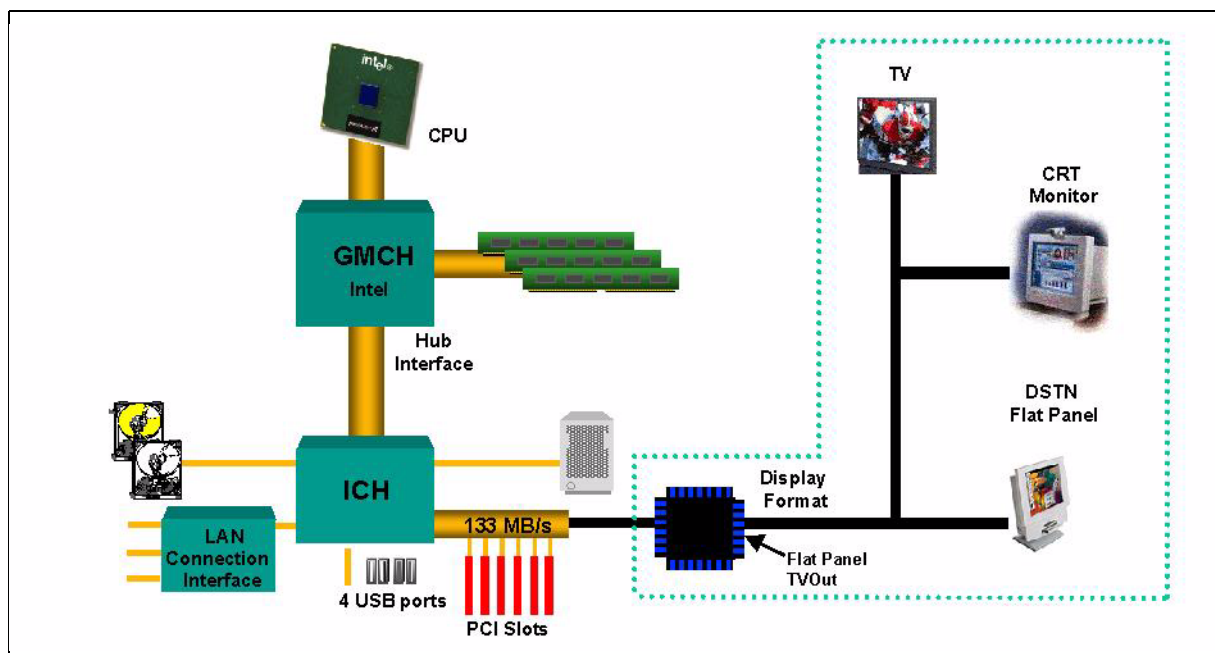 intel®
CPU
TV
CRT
Monitor
GMCH
Intel
Hub
Interface
DSTN
Flat Panel
ICH
Display
Format
133 MB/s
LAN
Connection
Interface
Flat Panel
TVOut
4 USB ports
PCI Slots